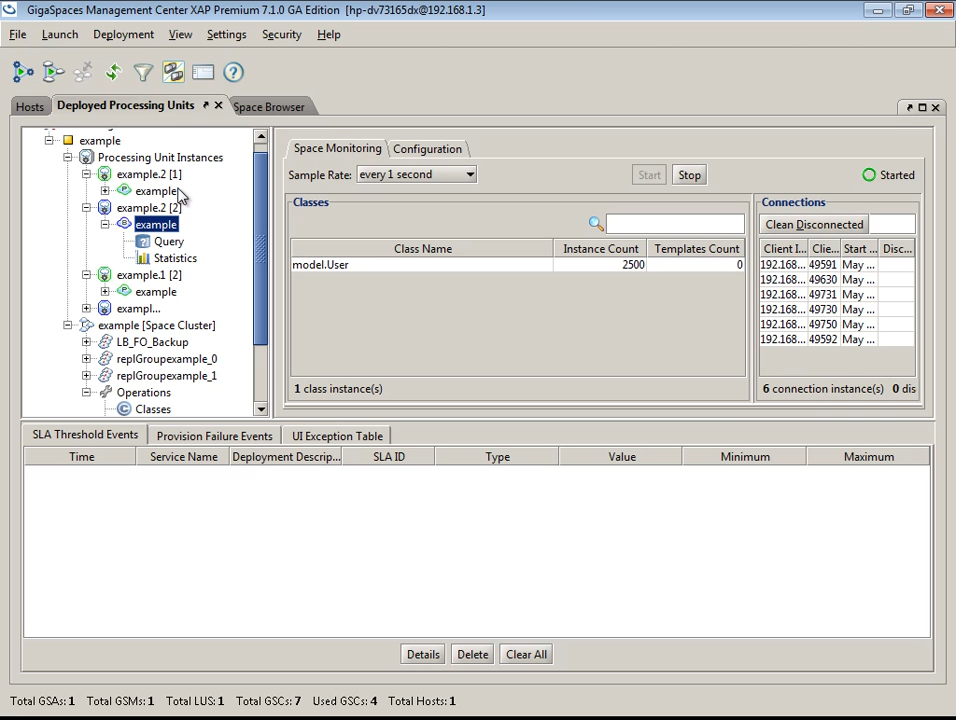 GigaSpaces Management Center XAP Premium 7.1.0 GA Edition [hp-dv73165dx@192.168.1.3]
File Launch Deployment View Settings Security Help
Hosts Deployed Processing Units Space Browser
example
Processing Unit Instances
example.2 [1]
example
example.2 [2]
example
Query
Statistics
example.1 [2]
example
exampl...
example [Space Cluster]
LB_FO_Backup
replGroupexample_0
replGroupexample_1
Operations
Classes
Space Monitoring Configuration
Sample Rate: every 1 second Start Stop Started
Classes
Class Name Instance Count Templates Count
model.User 2500 0
1 class instance(s)
Connections
Clean Disconnected
Client I... Clie... Start ... Disc...
192.168... 49591 May ...
192.168... 49630 May ...
192.168... 49731 May ...
192.168... 49730 May ...
192.168... 49750 May ...
192.168... 49592 May ...
6 connection instance(s) 0 dis
SLA Threshold Events Provision Failure Events UI Exception Table
Time Service Name Deployment Descrip... SLA ID Type Value Minimum Maximum
Details Delete Clear All
Total GSAs: 1 Total GSMs: 1 Total LUS: 1 Total GSCs: 7 Used GSCs: 4 Total Hosts: 1